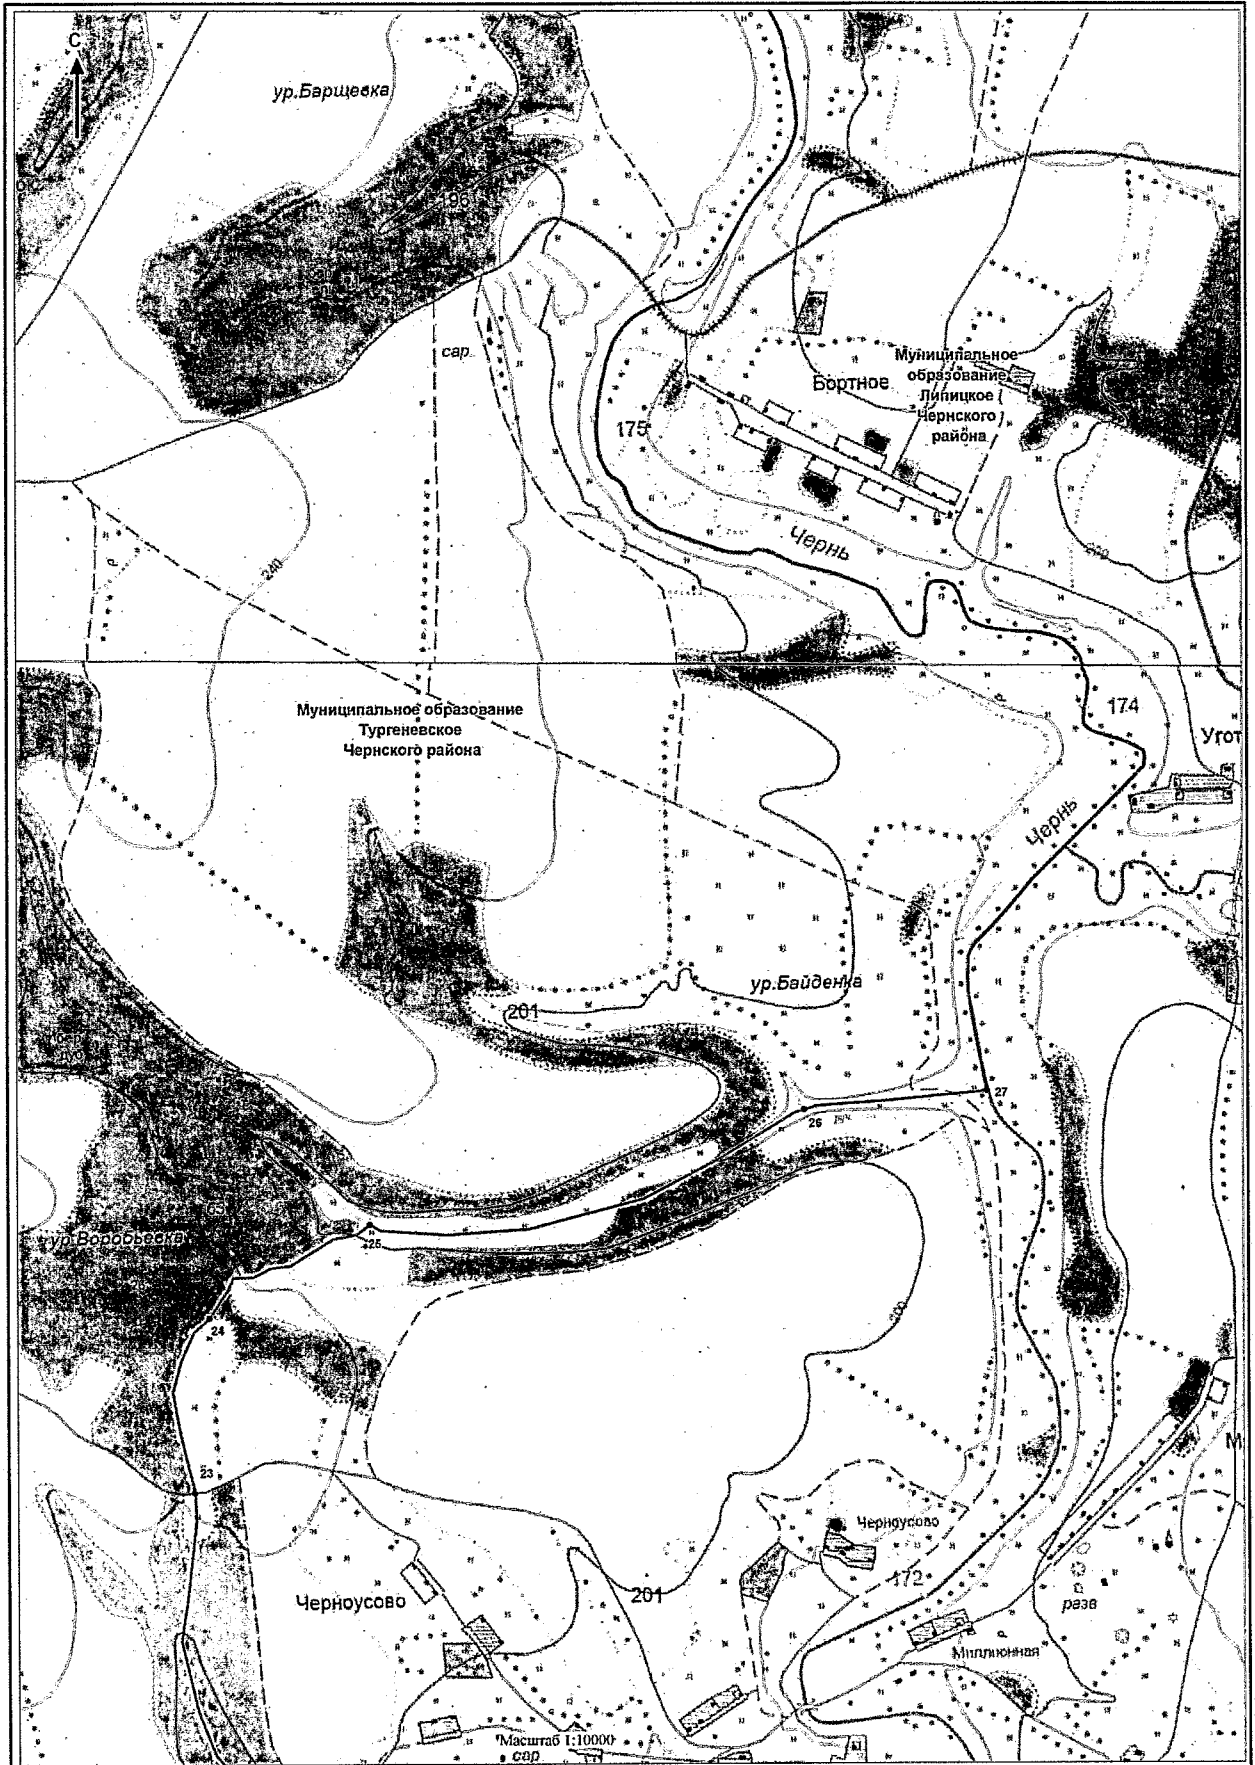 С
ур.Барщевка
196
сар.
Муниципальное
образование
Липицкое
Чернского
района
Бортное
175
Чернь
240
200
174
Муниципальное образование
Тургеневское
Чернского района
Угот
Чернь
ур.Байденка
201
27
26
ур.Воробьевка
25
200
24
М
23
Черноусово
172
Черноусово
201
разв
Миллионная
Масштаб 1:10000
сар